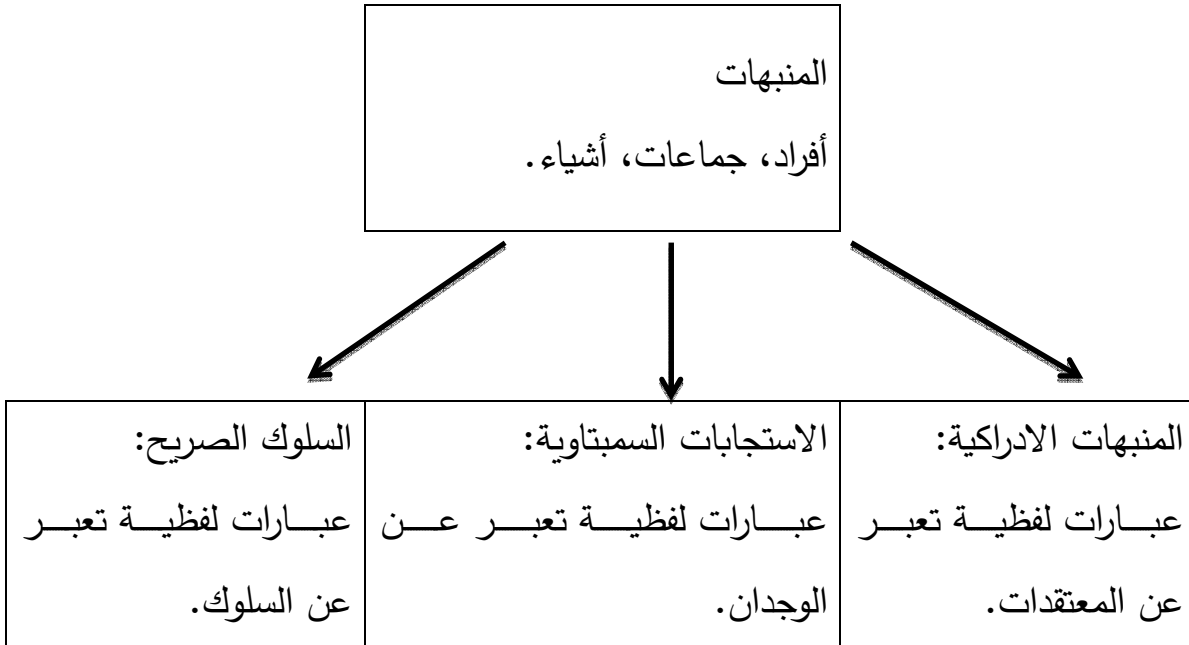 المنبهات
أفراد، جماعات، أشياء.
المنبهات الادراكية:
عبارات لفظية تعبر
عن المعتقدات.
الاستجابات السمبتاوية:
عبارات لفظية تعبر عن
الوجدان.
السلوك الصريح:
عبارات لفظية تعبر
عن السلوك.